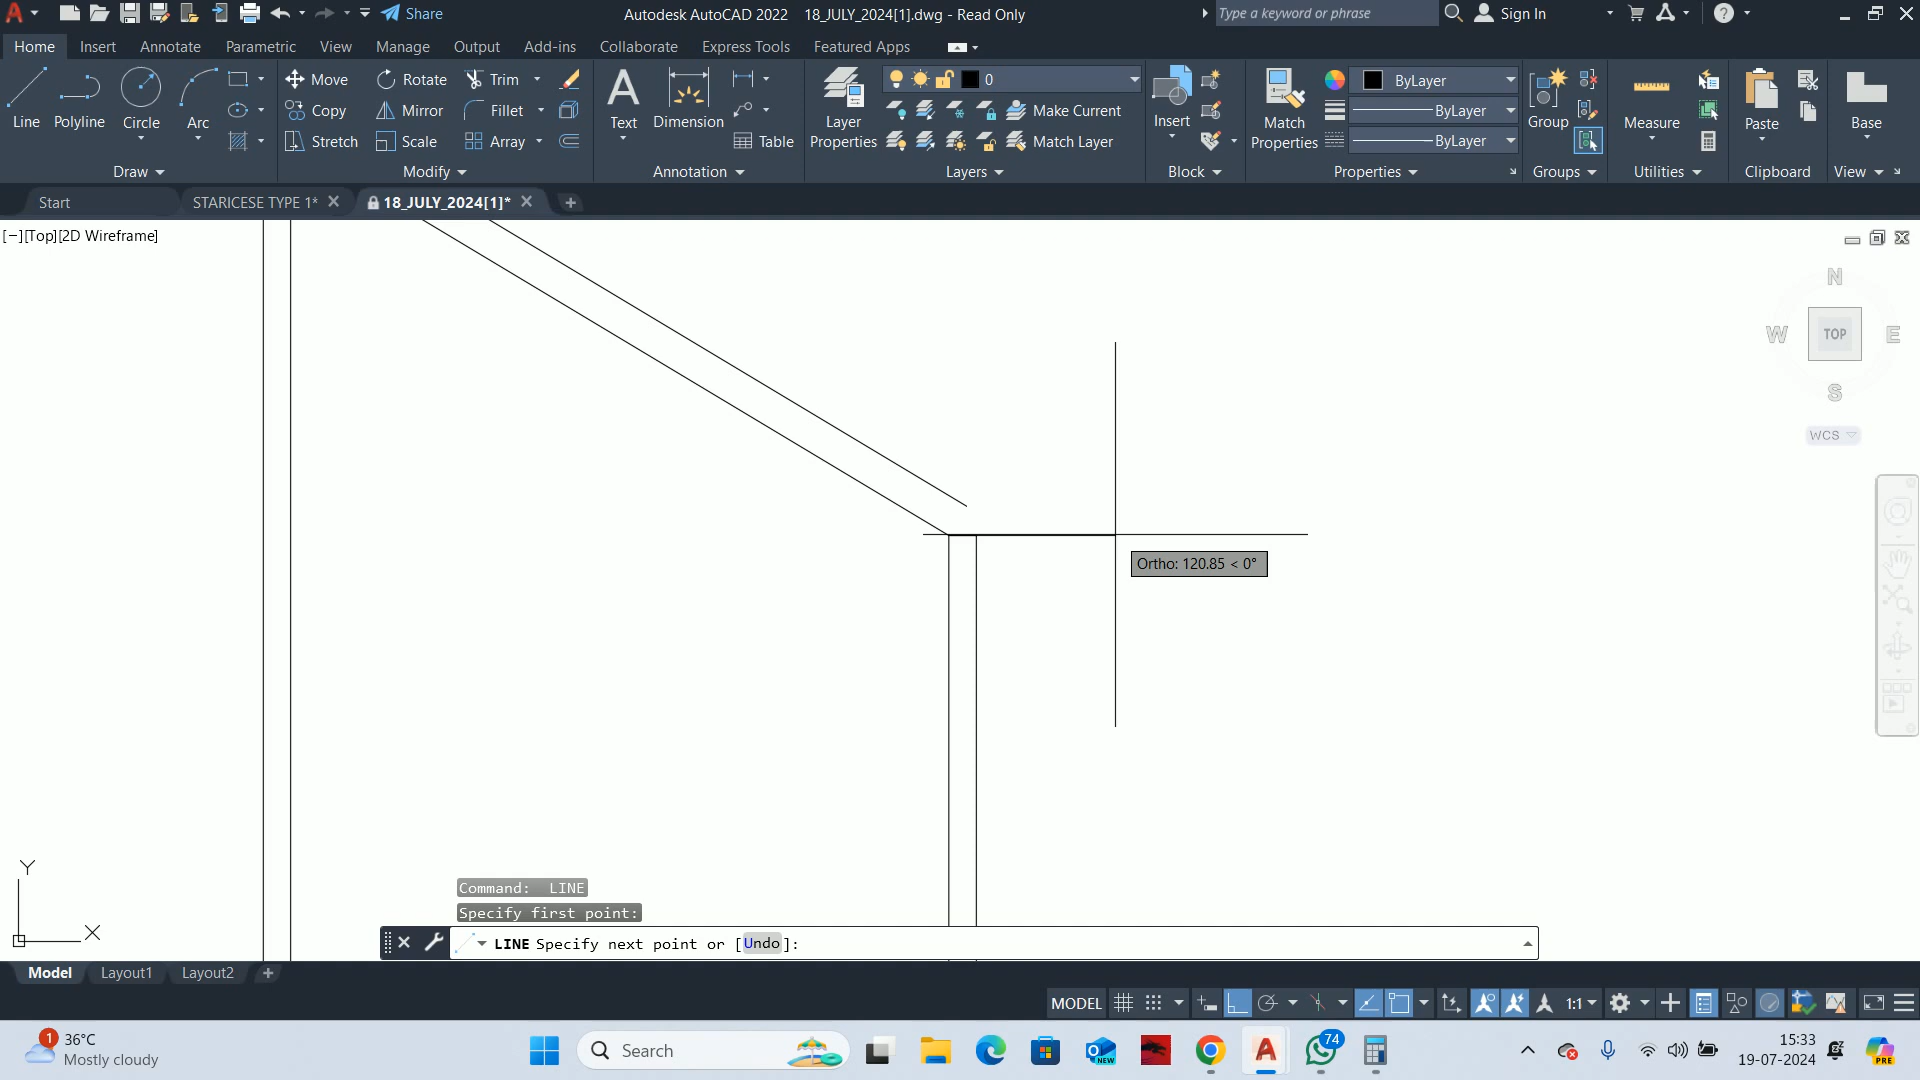 Share
Autodesk AutoCAD 2022 18_JULY_2024[1].dwg - Read Only
Type a keyword or phrase
Sign In
Home Insert Annotate Parametric View Manage Output Add-ins Collaborate Express Tools Featured Apps
Line Polyline Circle Arc
Move Rotate Trim
Copy Mirror Fillet
Stretch Scale Array
Text Dimension
Table
Layer Properties
0
Make Current
Match Layer
Insert
Match Properties
ByLayer
ByLayer
ByLayer
Group
Measure
Paste
Base
Draw Modify Annotation Layers Block Properties Groups Utilities Clipboard View
Start STARICESE TYPE 1* 18_JULY_2024[1]*
[−][Top][2D Wireframe]
N
W TOP E
S
WCS
Ortho: 120.85 < 0°
Y
X
Command: LINE
Specify first point:
LINE Specify next point or [Undo]:
Model Layout1 Layout2
MODEL 1:1
1 36°C
Mostly cloudy
Search
NEW
74
15:33
19-07-2024
PRE